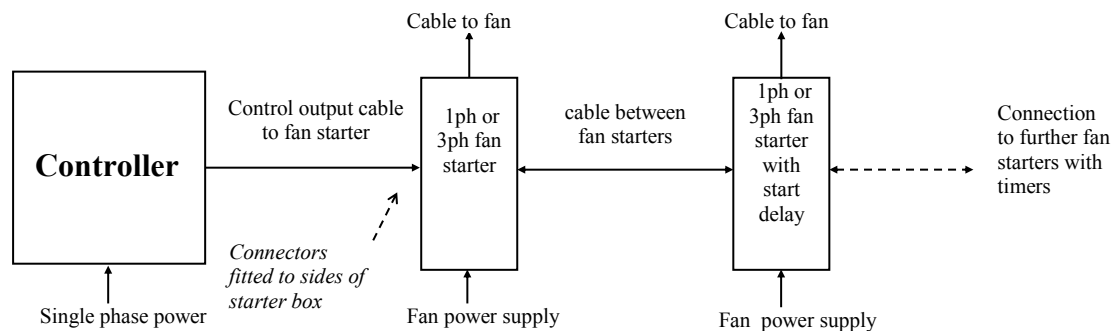 Cable to fan
Cable to fan
Control output cable
to fan starter
Controller
1ph or
3ph fan
starter
cable between
fan starters
1ph or
3ph fan
starter
with
start
delay
Connection
to further fan
starters with
timers
Connectors
fitted to sides of
starter box
Single phase power
Fan power supply
Fan  power supply